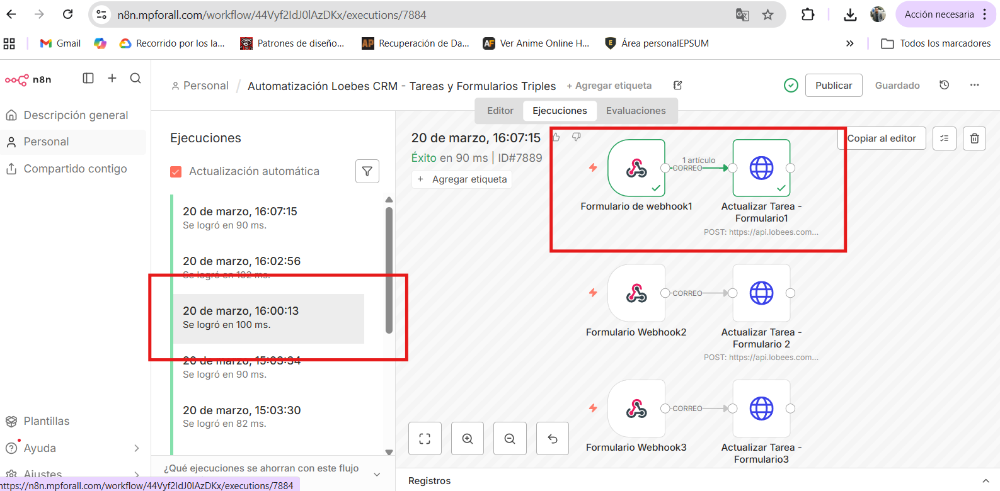 n8n.mpforall.com/workflow/44Vyf2IdJ0lAzDKx/executions/7884
Acción necesaria
Gmail
Recorrido por los la...
Patrones de diseño...
AP
Recuperación de Da...
AF
Ver Anime Online H...
E
Área personalEPSUM
»
Todos los marcadores
n8n
Descripción general
Personal
Compartido contigo
Plantillas
Ayuda
Ajustes
https://n8n.mpforall.com/workflow/44Vyf2IdJ0lAzDKx/executions/7884
Personal / Automatización Loebes CRM - Tareas y Formularios Triples + Agregar etiqueta
Publicar
Guardado
Editor
Ejecuciones
Evaluaciones
Ejecuciones
Actualización automática
20 de marzo, 16:07:15
Se logró en 90 ms.
20 de marzo, 16:02:56
Se logró en 102 ms.
20 de marzo, 16:00:13
Se logró en 100 ms.
20 de marzo, 15:03:34
Se logró en 90 ms.
20 de marzo, 15:03:30
Se logró en 82 ms.
¿Qué ejecuciones se ahorran con este flujo
20 de marzo, 16:07:15
Éxito en 90 ms | ID#7889
+ Agregar etiqueta
Copiar al editor
1 artículo
CORREO
Formulario de webhook1
Actualizar Tarea -
Formulario1
POST: https://api.lobees.com...
CORREO
Formulario Webhook2
Actualizar Tarea -
Formulario 2
POST: https://api.lobees.com...
CORREO
Formulario Webhook3
Actualizar Tarea -
Formulario3
Registros